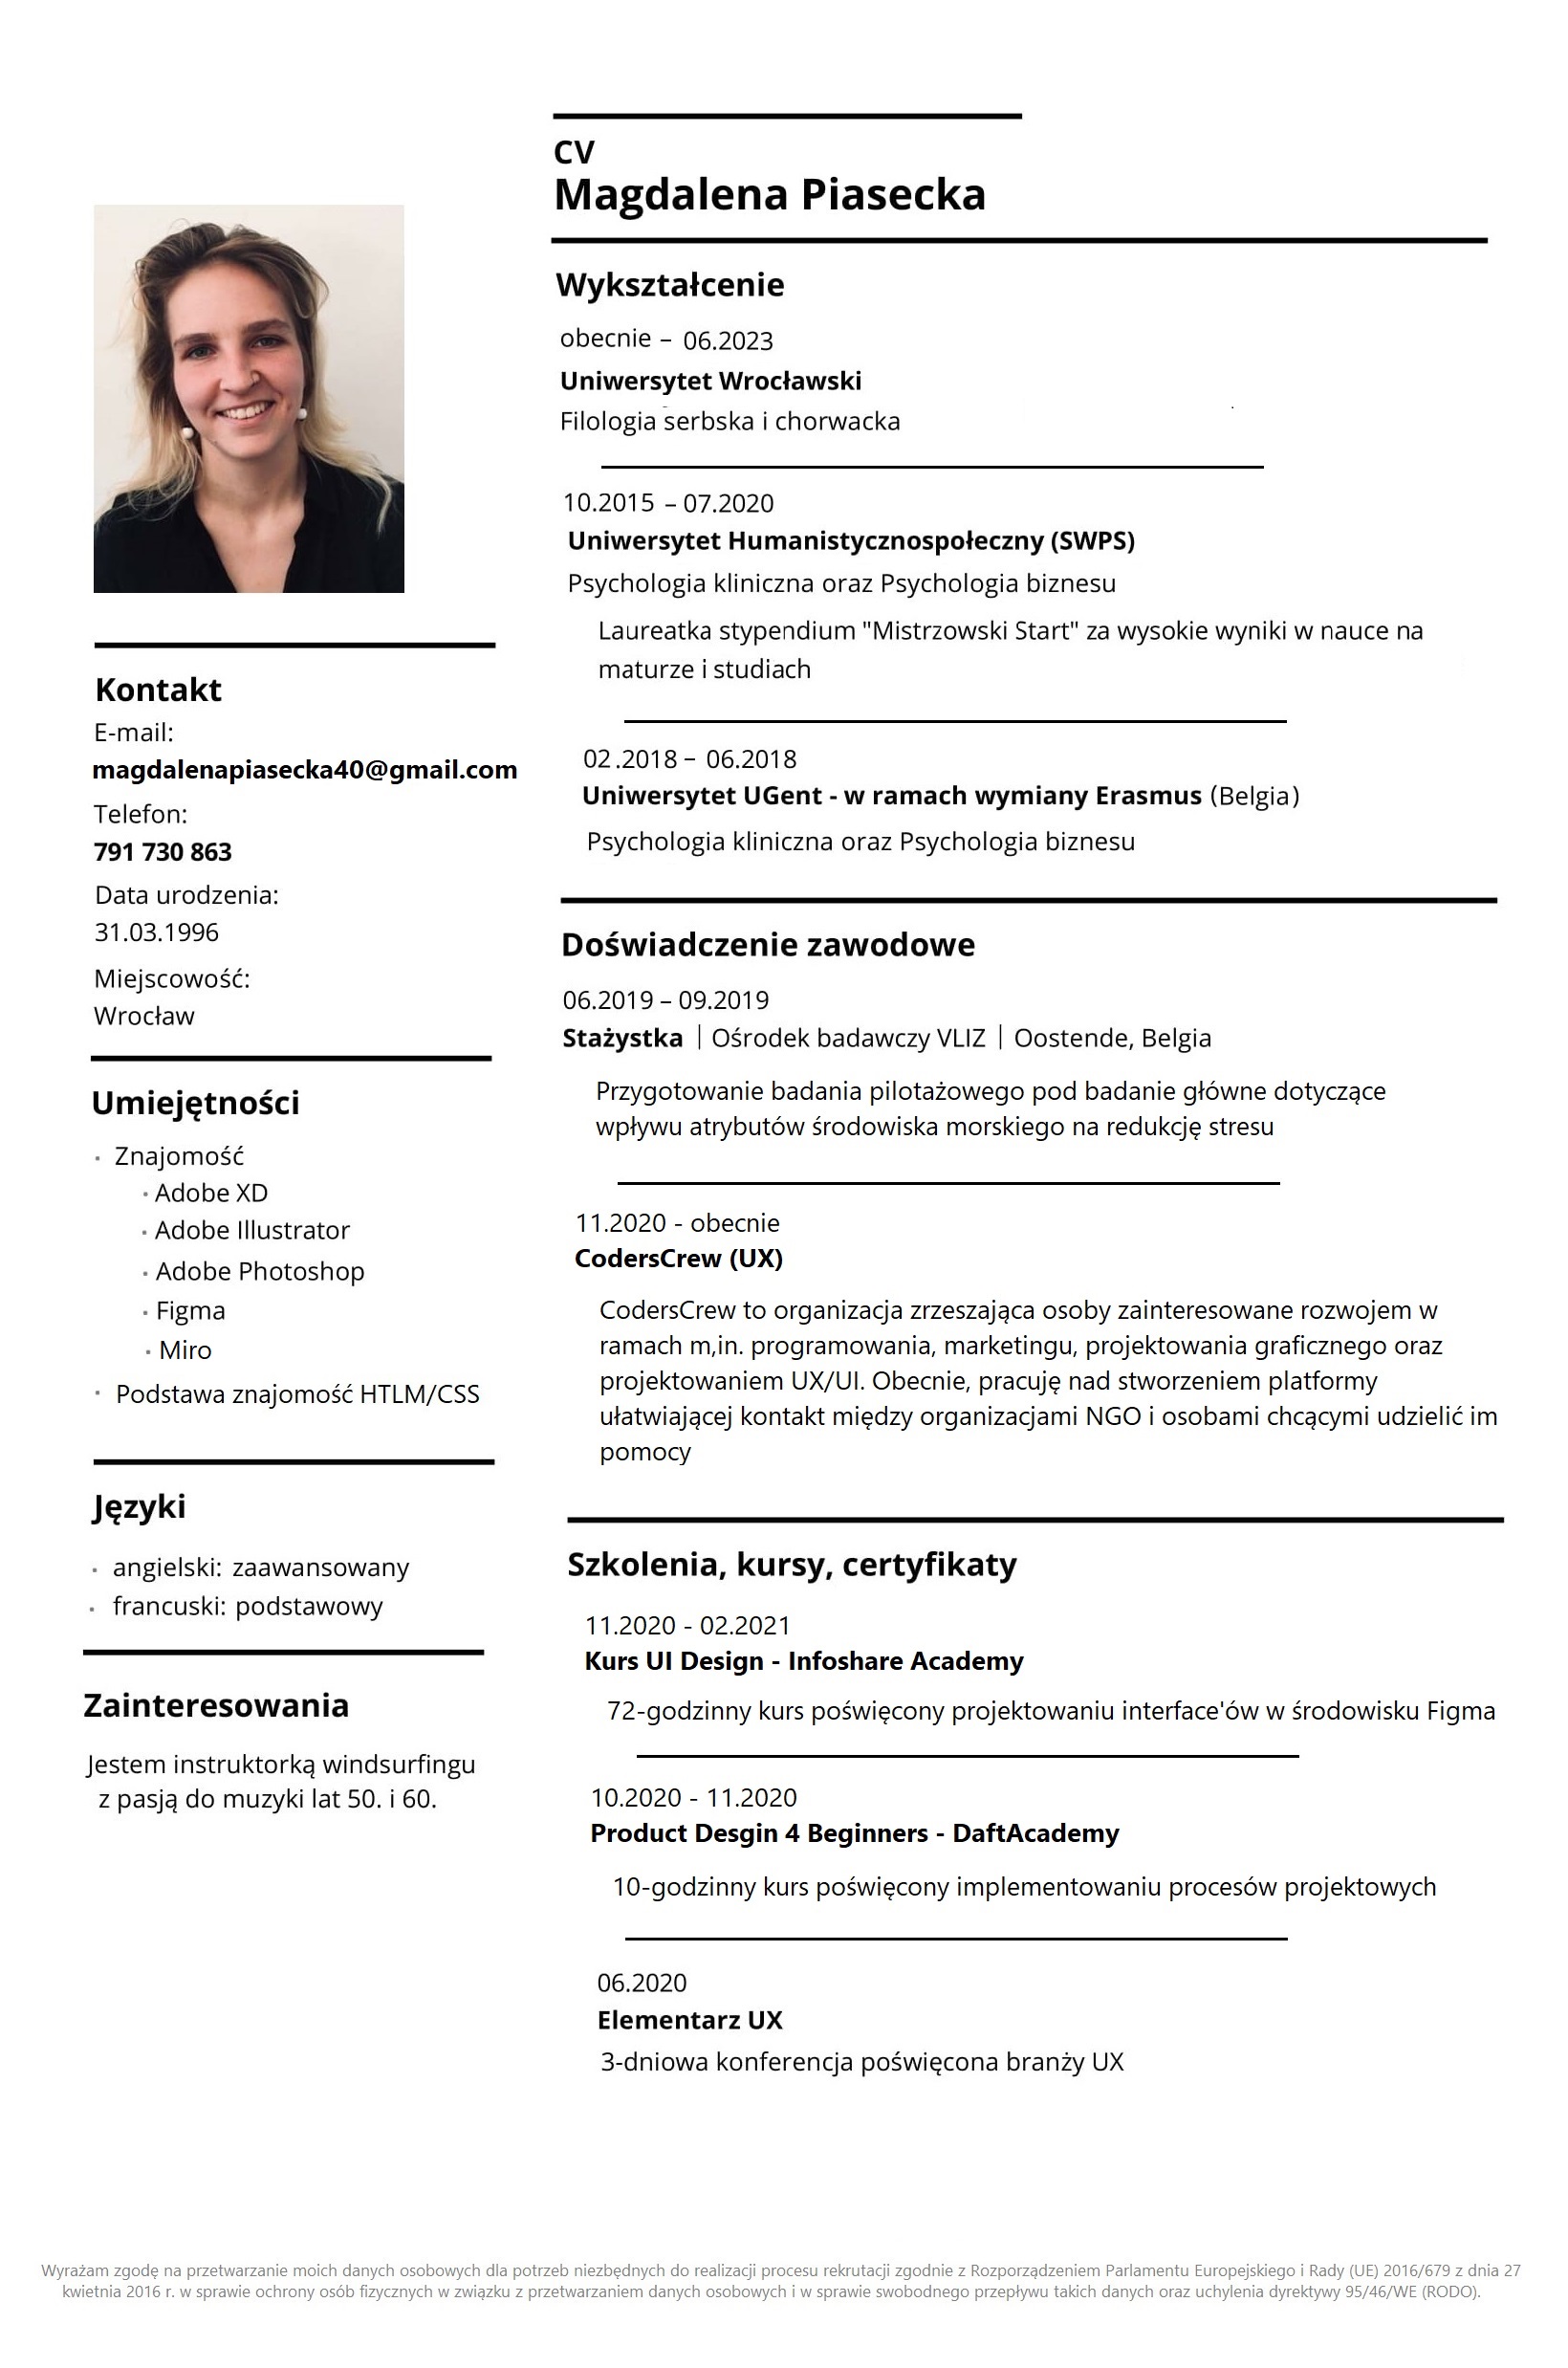 CV
Magdalena Piasecka
Kontakt
E-mail:
magdalenapiasecka40@gmail.com
Telefon:
791 730 863
Data urodzenia:
31.03.1996
Miejscowość:
Wrocław
Umiejętności
Znajomość
Adobe XD
Adobe Illustrator
Adobe Photoshop
Figma
Miro
Podstawa znajomość HTLM/CSS
Języki
angielski: zaawansowany
francuski: podstawowy
Zainteresowania
Jestem instruktorką windsurfingu
z pasją do muzyki lat 50. i 60.
Wykształcenie
obecnie – 06.2023
Uniwersytet Wrocławski
Filologia serbska i chorwacka
10.2015 – 07.2020
Uniwersytet Humanistycznospołeczny (SWPS)
Psychologia kliniczna oraz Psychologia biznesu
Laureatka stypendium "Mistrzowski Start" za wysokie wyniki w nauce na
maturze i studiach
02.2018 – 06.2018
Uniwersytet UGent - w ramach wymiany Erasmus (Belgia)
Psychologia kliniczna oraz Psychologia biznesu
Doświadczenie zawodowe
06.2019 – 09.2019
Stażystka | Ośrodek badawczy VLIZ | Oostende, Belgia
Przygotowanie badania pilotażowego pod badanie główne dotyczące
wpływu atrybutów środowiska morskiego na redukcję stresu
11.2020 - obecnie
CodersCrew (UX)
CodersCrew to organizacja zrzeszająca osoby zainteresowane rozwojem w
ramach m,in. programowania, marketingu, projektowania graficznego oraz
projektowaniem UX/UI. Obecnie, pracuję nad stworzeniem platformy
ułatwiającej kontakt między organizacjami NGO i osobami chcącymi udzielić im
pomocy
Szkolenia, kursy, certyfikaty
11.2020 - 02.2021
Kurs UI Design - Infoshare Academy
72-godzinny kurs poświęcony projektowaniu interface'ów w środowisku Figma
10.2020 - 11.2020
Product Desgin 4 Beginners - DaftAcademy
10-godzinny kurs poświęcony implementowaniu procesów projektowych
06.2020
Elementarz UX
3-dniowa konferencja poświęcona branży UX
Wyrażam zgodę na przetwarzanie moich danych osobowych dla potrzeb niezbędnych do realizacji procesu rekrutacji zgodnie z Rozporządzeniem Parlamentu Europejskiego i Rady (UE) 2016/679 z dnia 27
kwietnia 2016 r. w sprawie ochrony osób fizycznych w związku z przetwarzaniem danych osobowych i w sprawie swobodnego przepływu takich danych oraz uchylenia dyrektywy 95/46/WE (RODO).